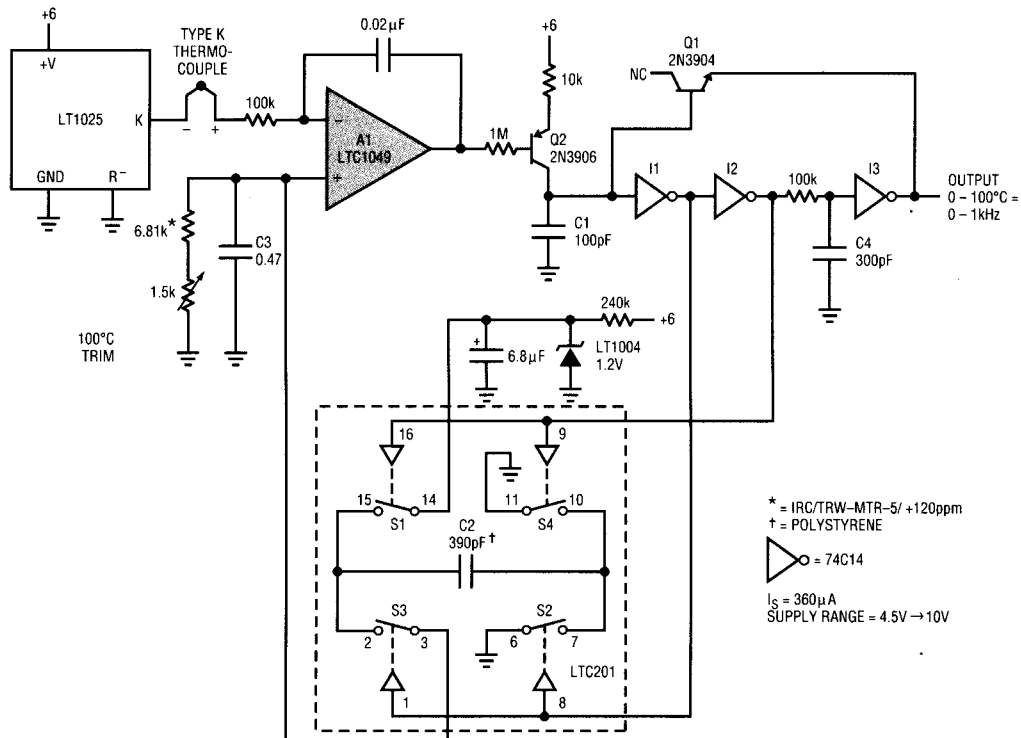 +6
+V
LT1025
K
GND
R⁻
TYPE K
THERMO-
COUPLE
−
+
100k
0.02µF
−
A1
LTC1049
+
6.81k*
1.5k
C3
0.47
100°C
TRIM
+6
10k
1M
Q2
2N3906
Q1
2N3904
NC
I1
I2
100k
I3
C1
100pF
C4
300pF
OUTPUT
0 – 100°C =
0 – 1kHz
240k
+6
+
6.8µF
LT1004
1.2V
16
9
15
14
S1
11
10
S4
C2
390pF†
S3
2
3
S2
6
7
LTC201
1
8
* = IRC/TRW–MTR–5/ +120ppm
† = POLYSTYRENE
= 74C14
IS = 360µA
SUPPLY RANGE = 4.5V → 10V